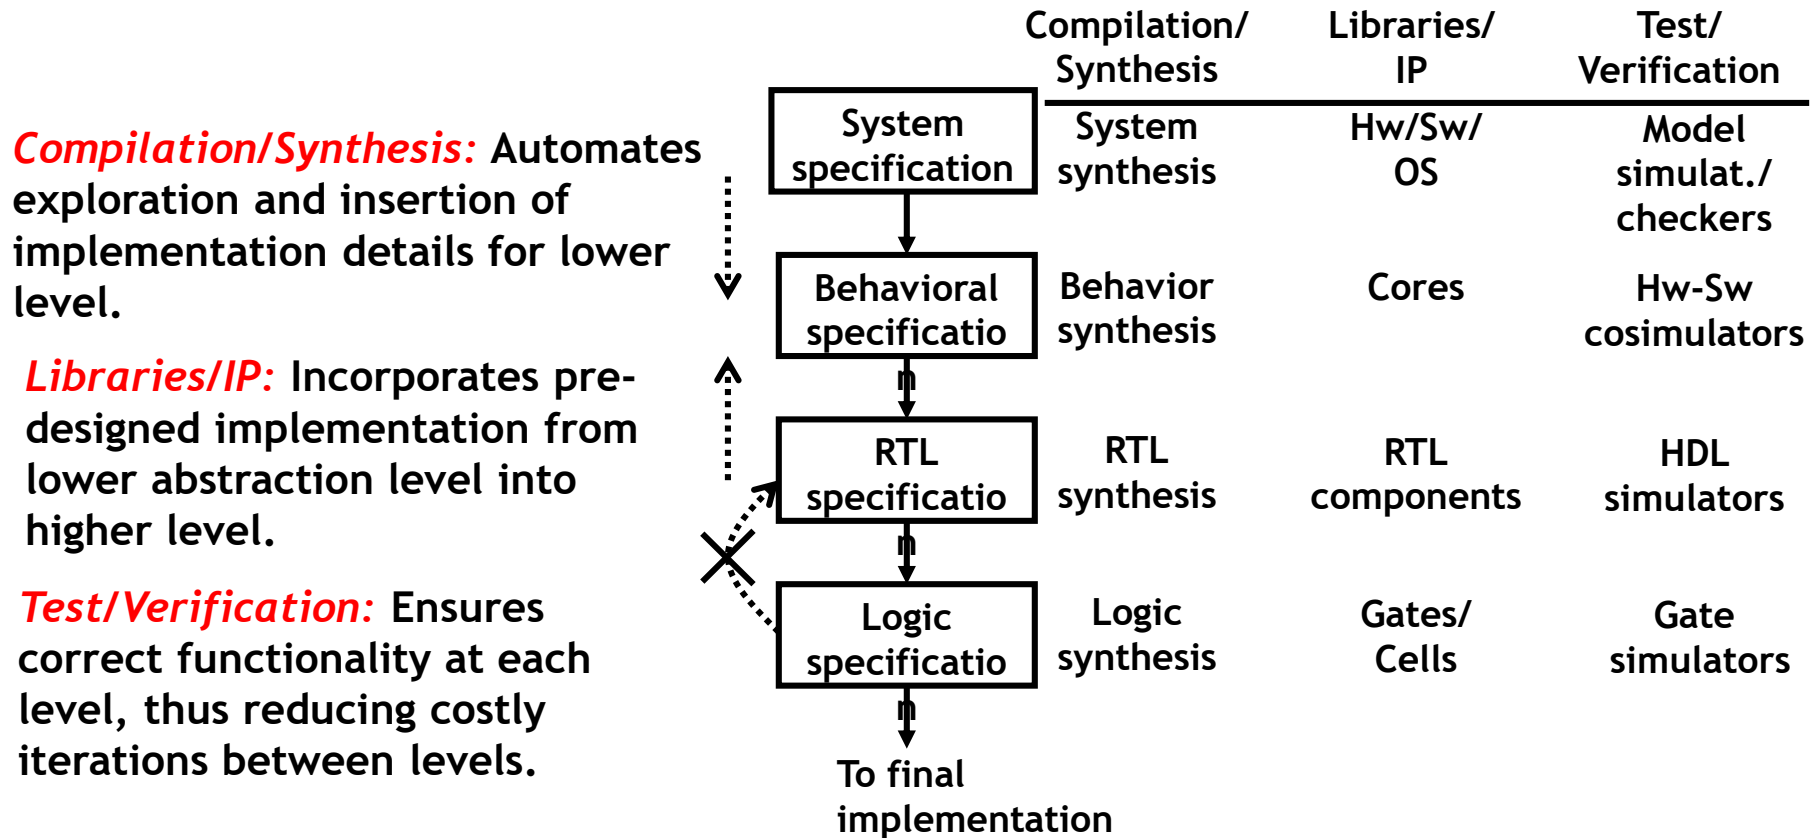 Compilation/Synthesis: Automates
exploration and insertion of
implementation details for lower
level.
Libraries/IP: Incorporates pre-
designed implementation from
lower abstraction level into
higher level.
Test/Verification: Ensures
correct functionality at each
level, thus reducing costly
iterations between levels.
Compilation/
Synthesis
Libraries/
IP
Test/
Verification
System
specification
System
synthesis
Hw/Sw/
OS
Model
simulat./
checkers
Behavioral
specificatio
n
Behavior
synthesis
Cores
Hw-Sw
cosimulators
RTL
specificatio
n
RTL
synthesis
RTL
components
HDL
simulators
Logic
specificatio
n
Logic
synthesis
Gates/
Cells
Gate
simulators
To final
implementation